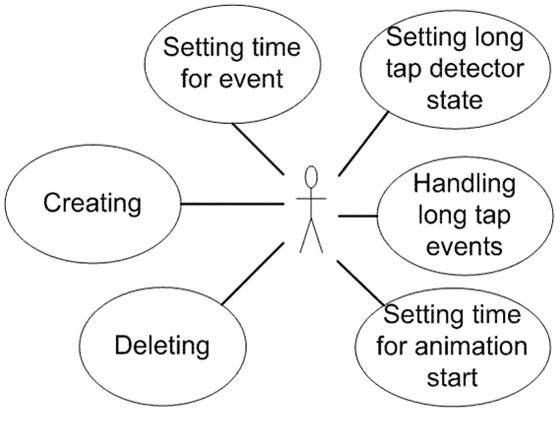 Setting time
for event
Setting long
tap detector
state
Creating
Handling
long tap
events
Deleting
Setting time
for animation
start